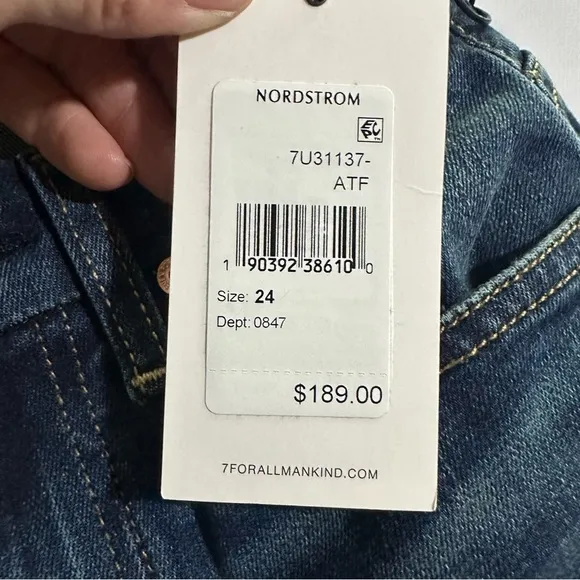 NORDSTROM
7U31137-
ATF
1 90392 38610 0
Size: 24
Dept: 0847
$189.00
7FORALLMANKIND.COM